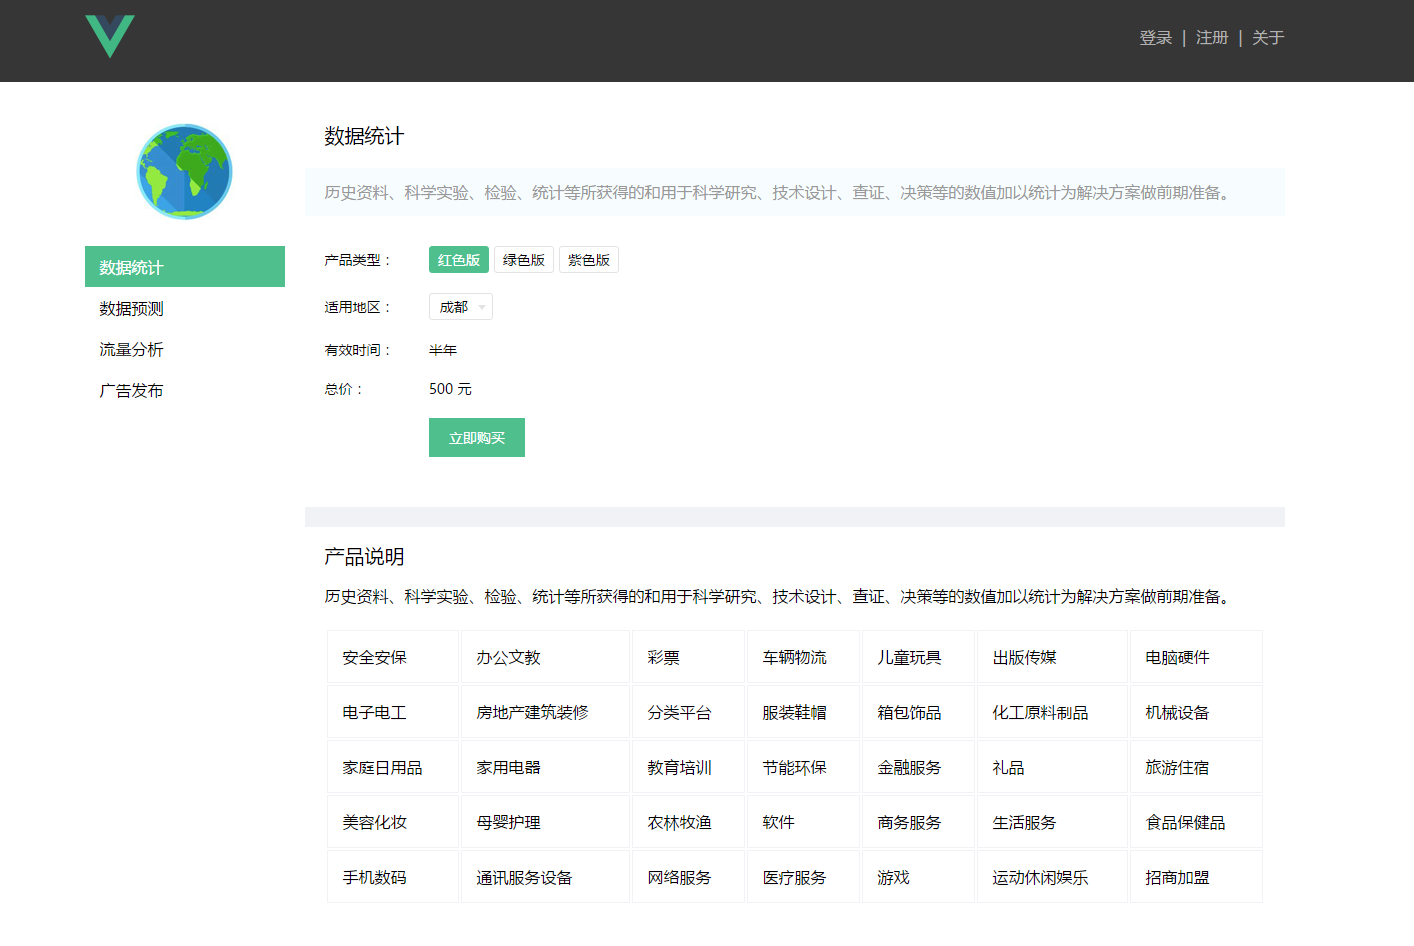 登录 | 注册 | 关于
数据统计
历史资料、科学实验、检验、统计等所获得的和用于科学研究、技术设计、查证、决策等的数值加以统计为解决方案做前期准备。
数据统计
数据预测
流量分析
广告发布
产品类型： 红色版 绿色版 紫色版
适用地区： 成都
有效时间： 半年
总价： 500 元
立即购买
产品说明
历史资料、科学实验、检验、统计等所获得的和用于科学研究、技术设计、查证、决策等的数值加以统计为解决方案做前期准备。
安全安保 办公文教 彩票 车辆物流 儿童玩具 出版传媒 电脑硬件
电子电工 房地产建筑装修 分类平台 服装鞋帽 箱包饰品 化工原料制品 机械设备
家庭日用品 家用电器 教育培训 节能环保 金融服务 礼品 旅游住宿
美容化妆 母婴护理 农林牧渔 软件 商务服务 生活服务 食品保健品
手机数码 通讯服务设备 网络服务 医疗服务 游戏 运动休闲娱乐 招商加盟